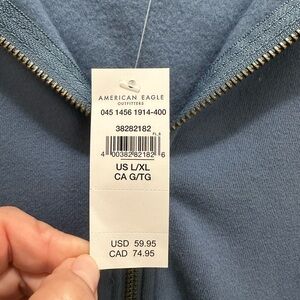 AMERICAN EAGLE
OUTFITTERS
045 1456 1914-400
38282182
4 00382 82182 6
US L/XL
CA G/TG
USD 59.95
CAD 74.95